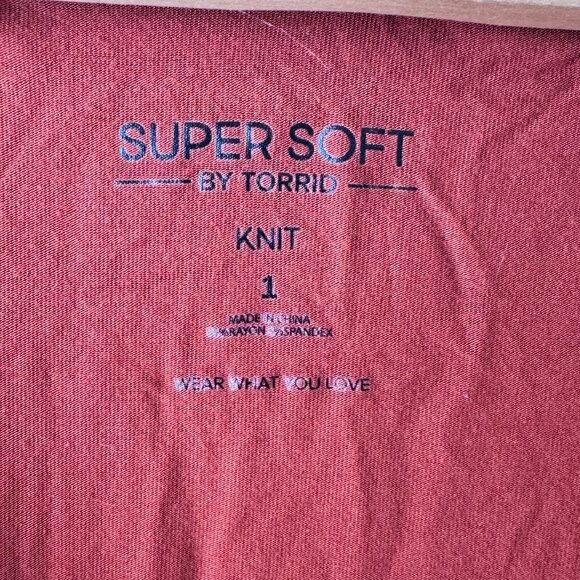 SUPER SOFT
BY TORRID
KNIT
1
MADE IN CHINA
RAYON SPANDEX
WEAR WHAT YOU LOVE